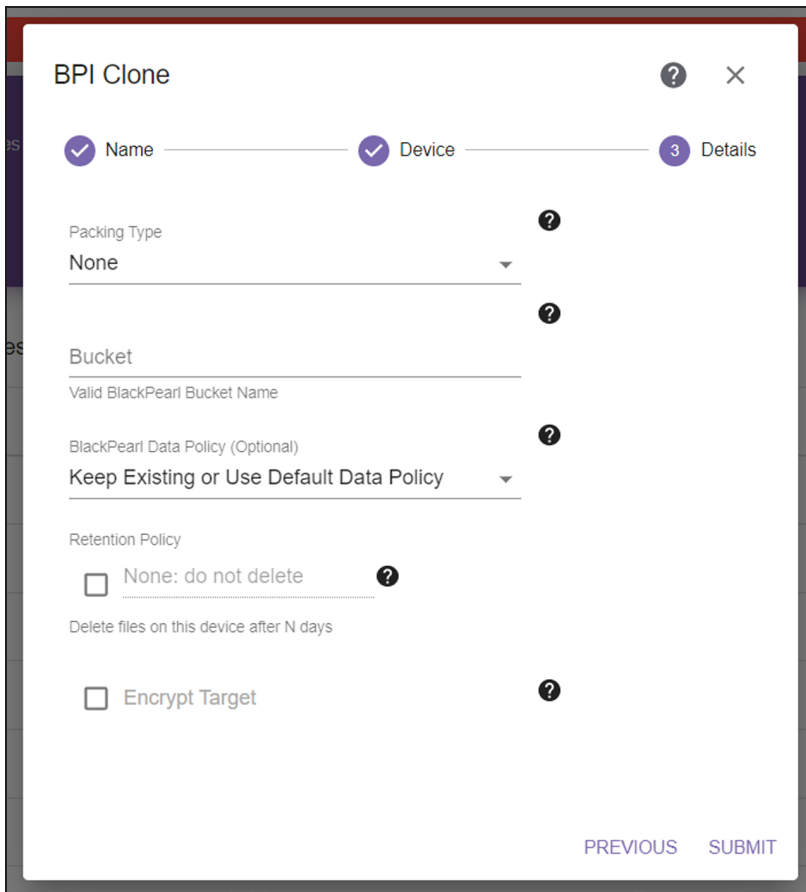 BPI Clone
?
Name
Device
3
Details
?
Packing Type
None
?
Bucket
Valid BlackPearl Bucket Name
?
BlackPearl Data Policy (Optional)
Keep Existing or Use Default Data Policy
Retention Policy
None: do not delete
?
Delete files on this device after N days
Encrypt Target
?
PREVIOUS
SUBMIT
es
es